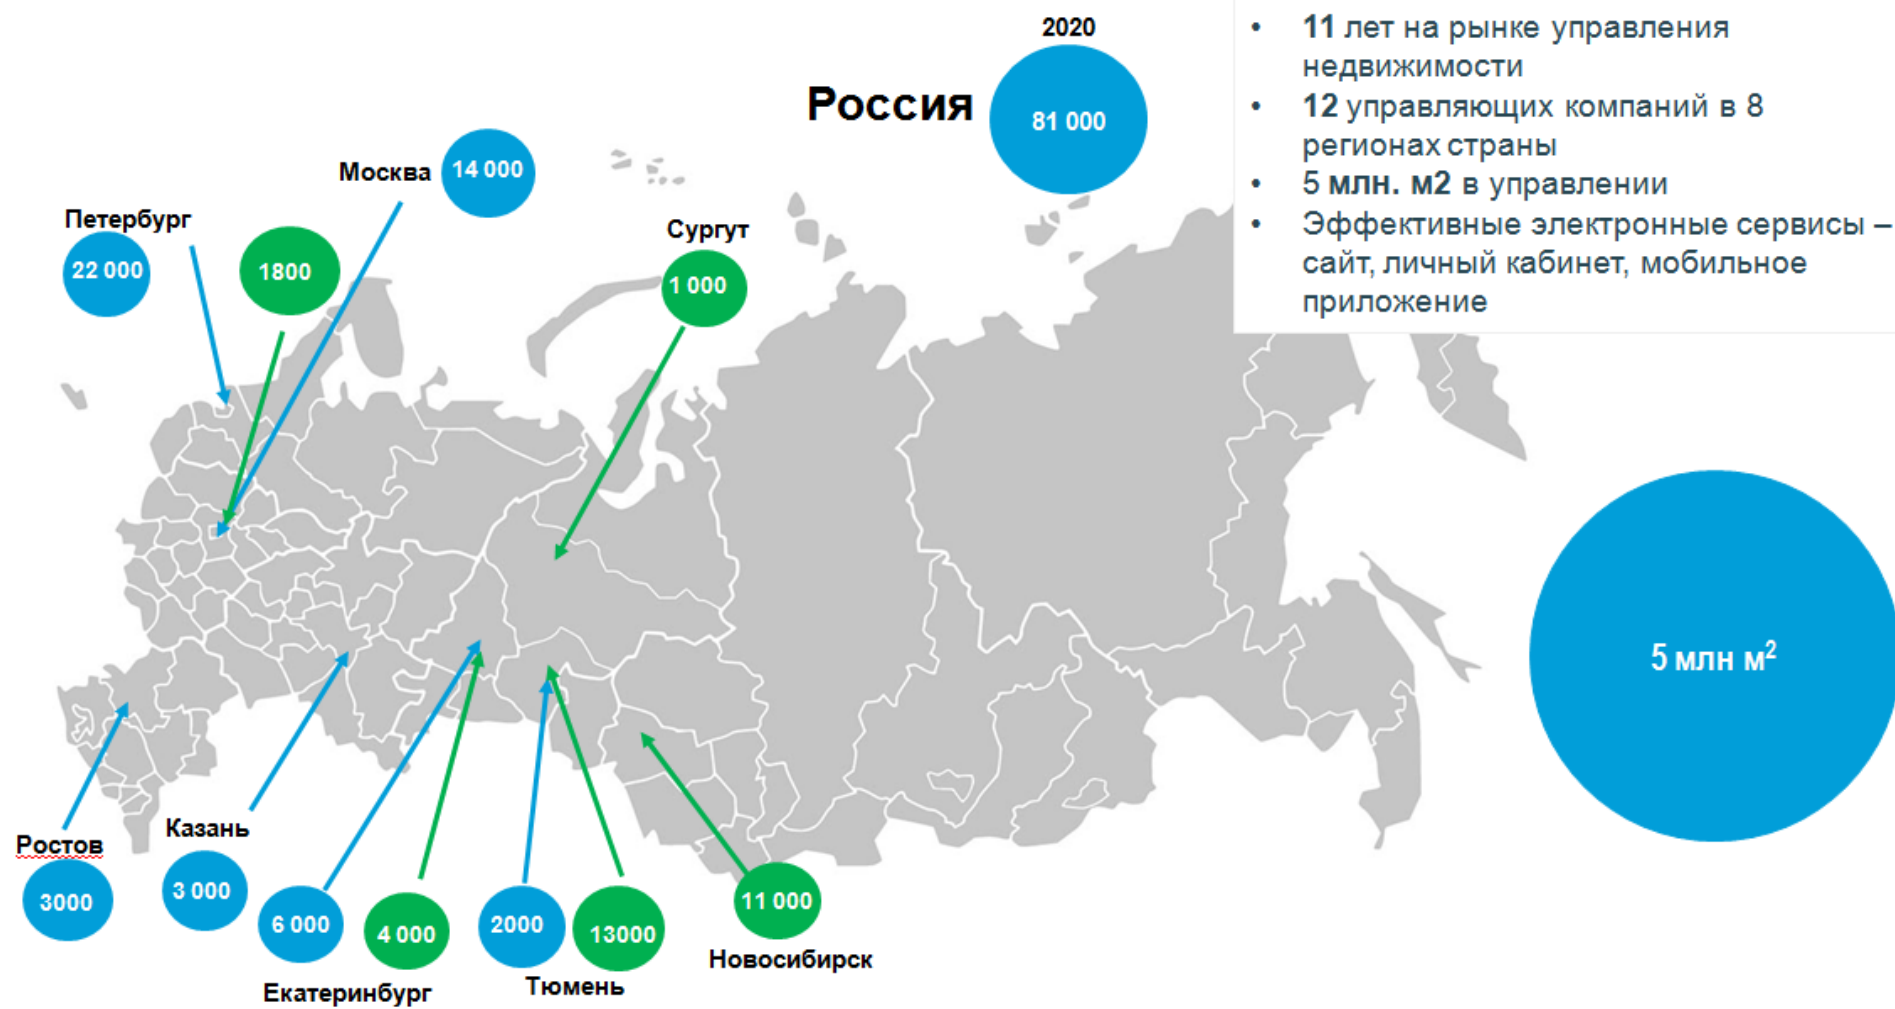 2020
Россия
81 000
• 11 лет на рынке управления
недвижимости
• 12 управляющих компаний в 8
регионах страны
• 5 млн. м2 в управлении
• Эффективные электронные сервисы –
сайт, личный кабинет, мобильное
приложение
Москва
14 000
Петербург
22 000
1800
Сургут
1 000
5 млн м²
Ростов
3000
Казань
3 000
6 000
4 000
Екатеринбург
2000
13000
Тюмень
11 000
Новосибирск